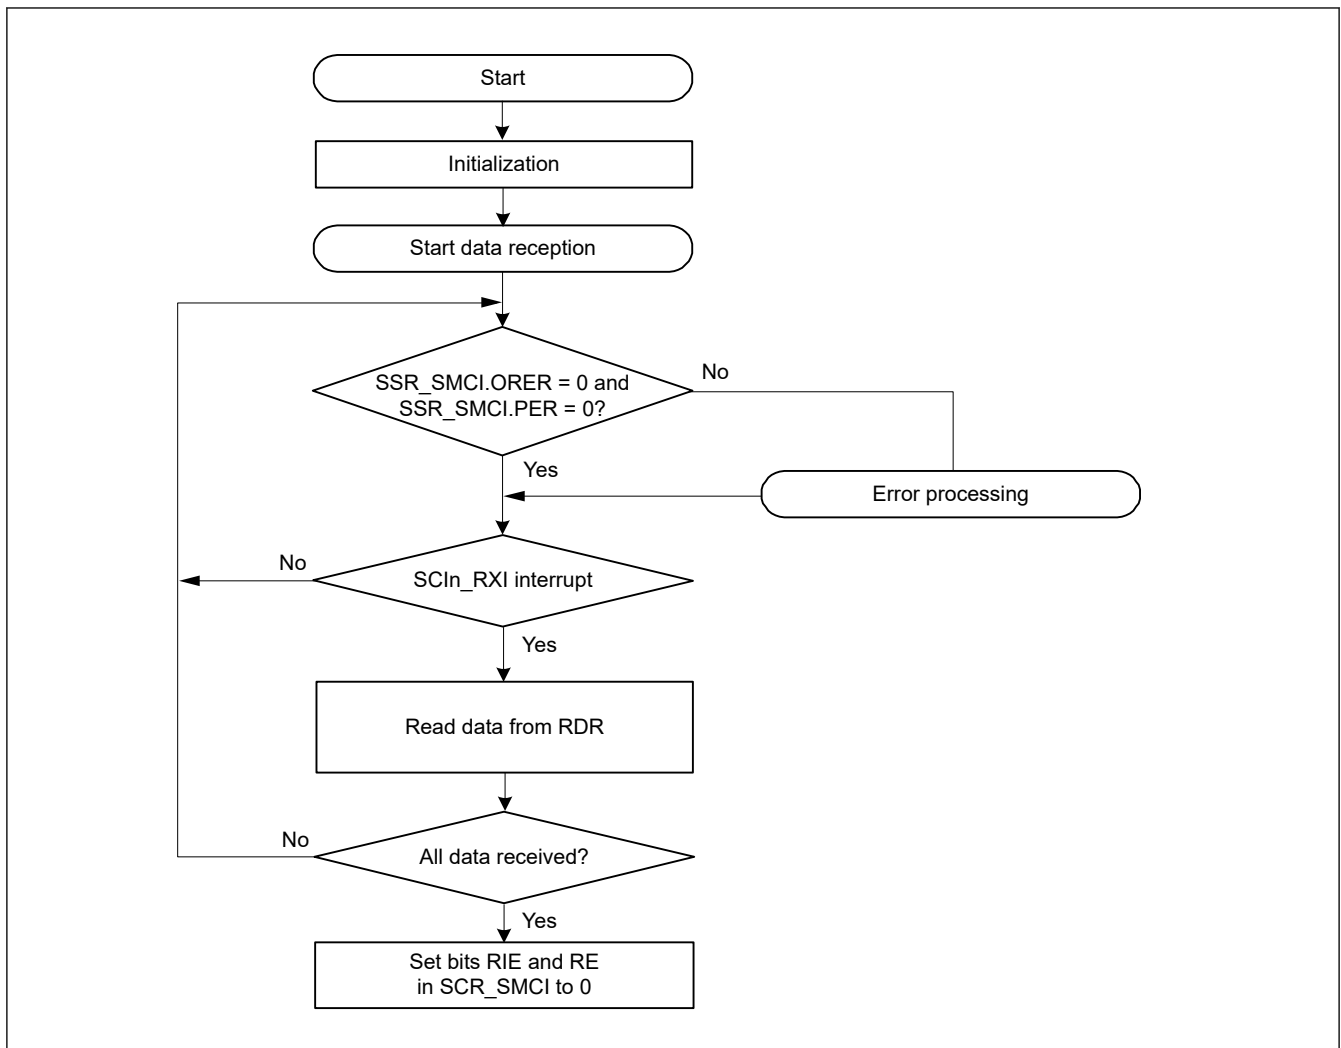 Start
Initialization
Start data reception
SSR_SMCI.ORER = 0 and
SSR_SMCI.PER = 0?
No
Yes
Error processing
SCIn_RXI interrupt
No
Yes
Read data from RDR
All data received?
No
Yes
Set bits RIE and RE
in SCR_SMCI to 0